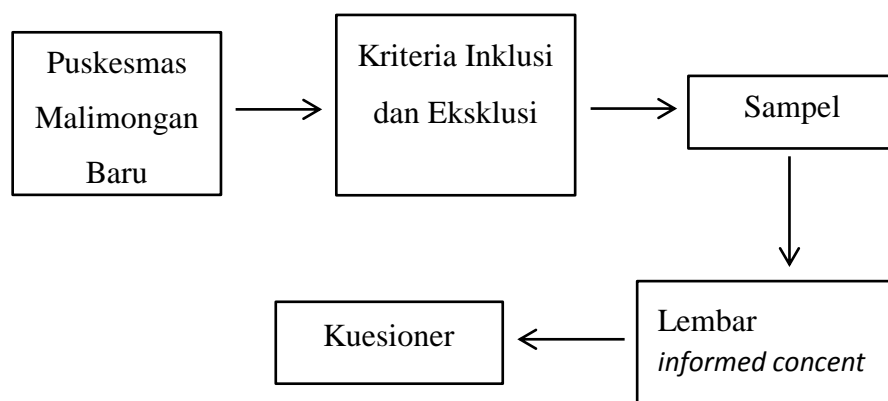 Puskesmas
Malimongan
Baru
Kriteria Inklusi
dan Eksklusi
Sampel
Lembar
informed concent
Kuesioner